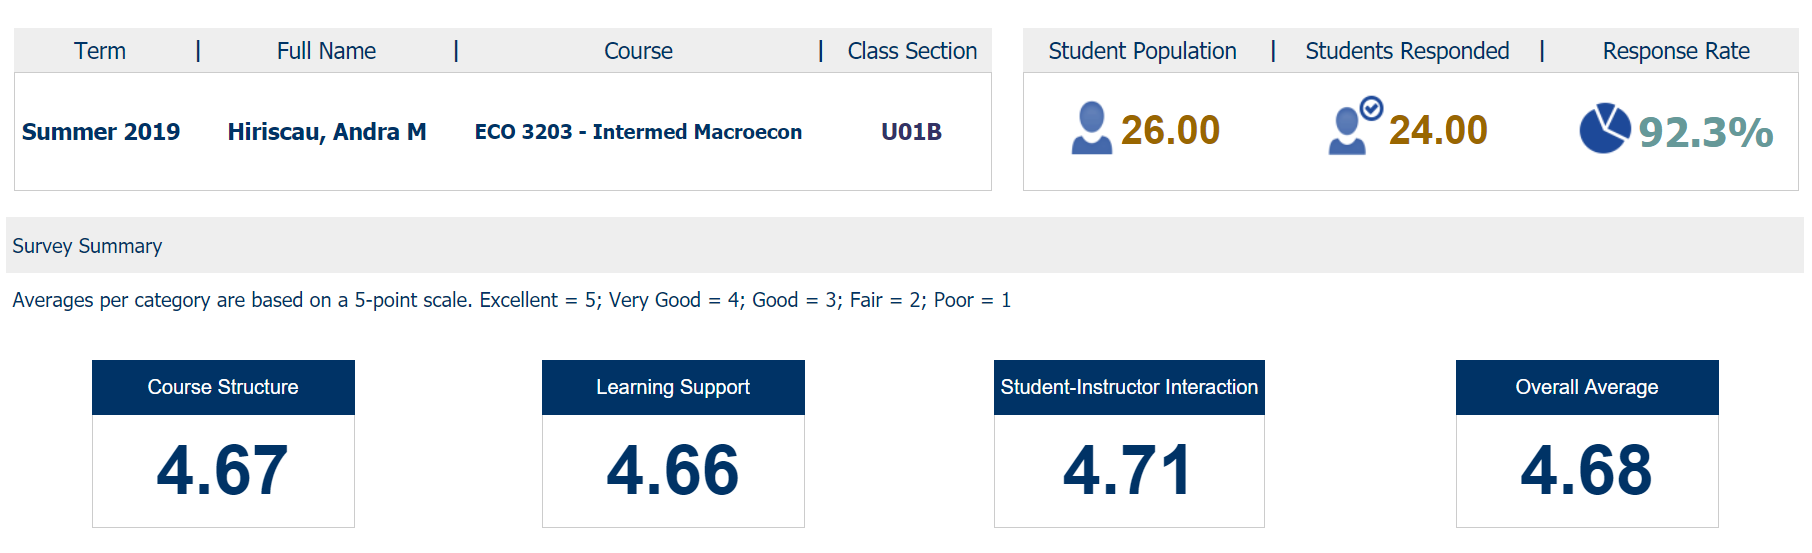 Term | Full Name | Course | Class Section
Summer 2019 Hiriscau, Andra M ECO 3203 - Intermed Macroecon U01B
Student Population | Students Responded | Response Rate
26.00 24.00 92.3%
Survey Summary
Averages per category are based on a 5-point scale. Excellent = 5; Very Good = 4; Good = 3; Fair = 2; Poor = 1
Course Structure
4.67
Learning Support
4.66
Student-Instructor Interaction
4.71
Overall Average
4.68